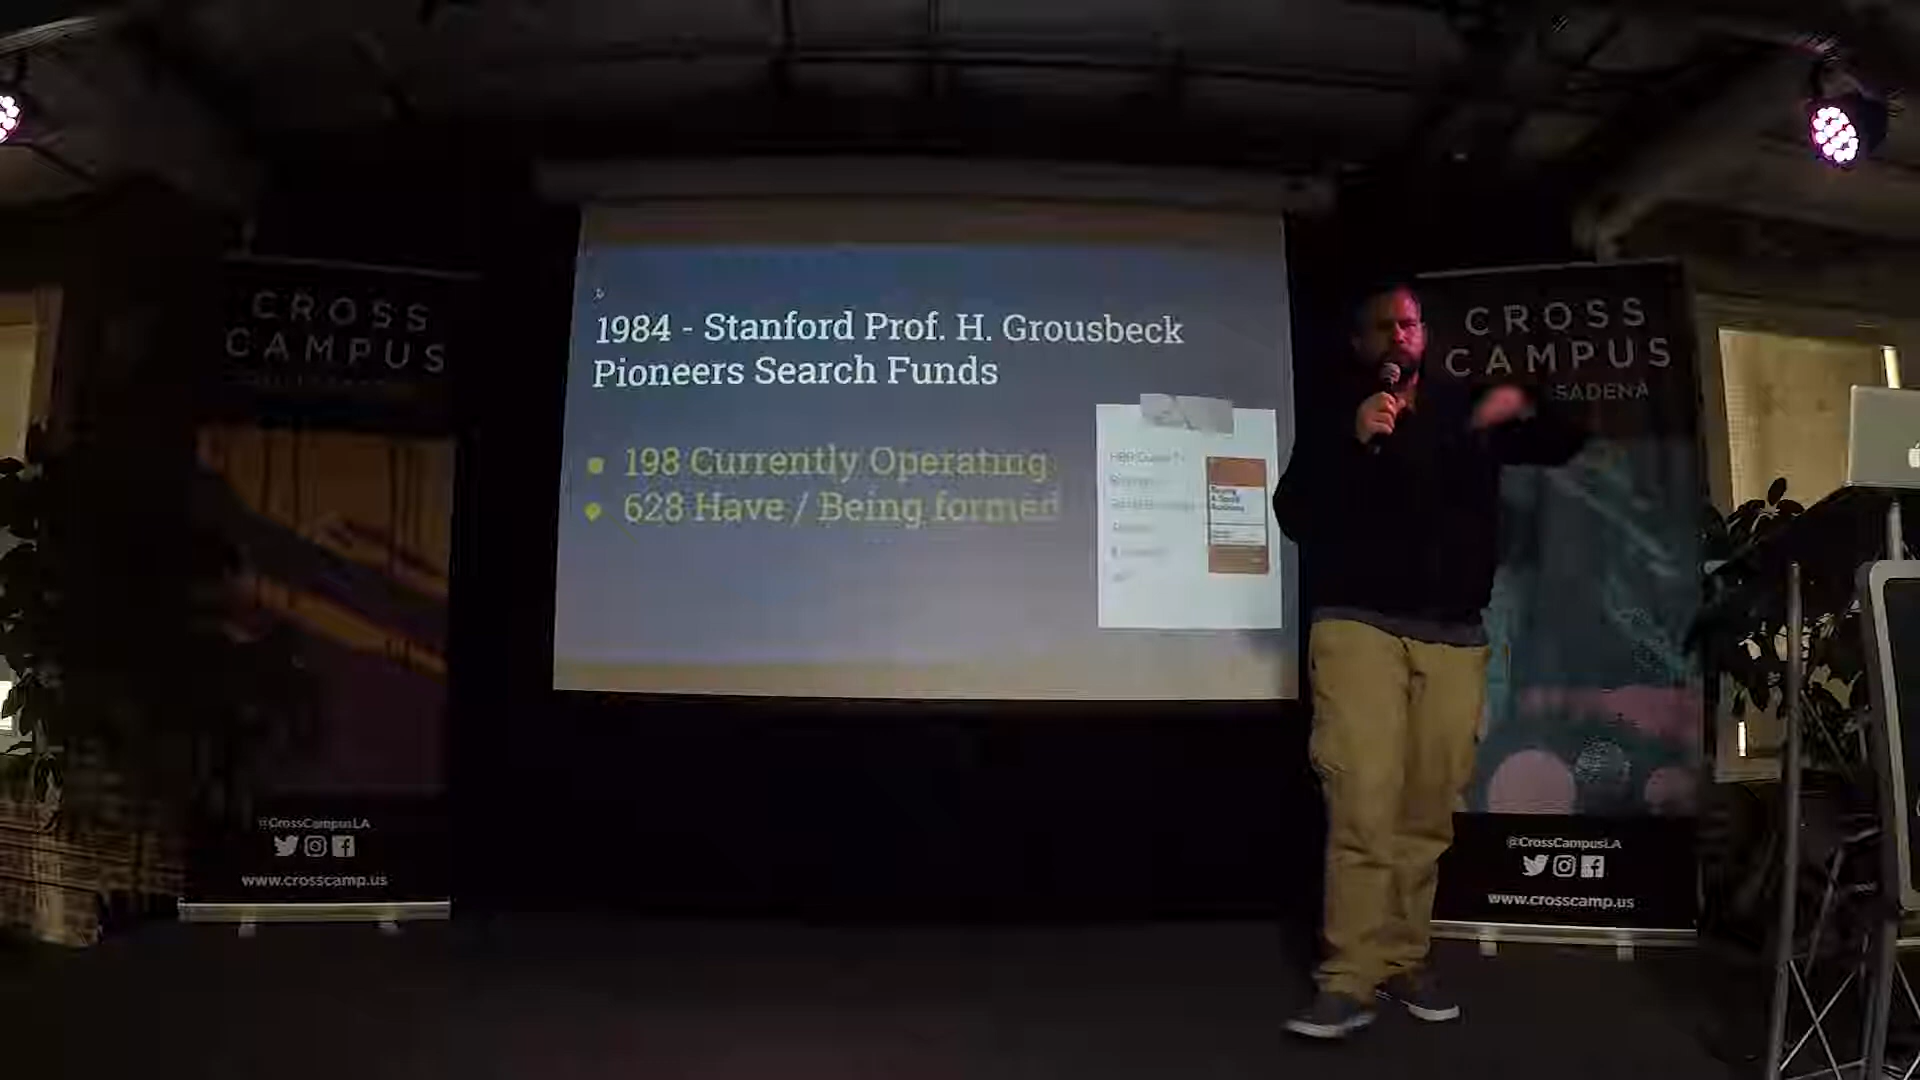 CROSS
CAMPUS
@CrossCampusLA
www.crosscamp.us
1984 - Stanford Prof. H. Grousbeck
Pioneers Search Funds
198 Currently Operating
628 Have / Being formed
CROSS
CAMPUS
@CrossCampusLA
www.crosscamp.us